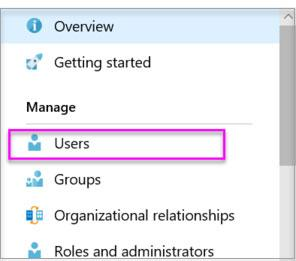 Overview
Getting started
Manage
Users
Groups
Organizational relationships
Roles and administrators